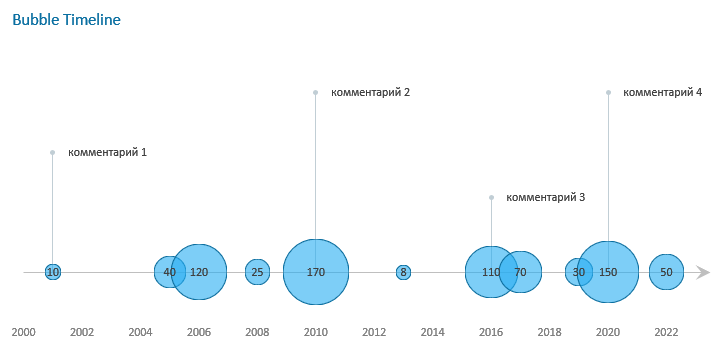 Bubble Timeline
комментарий 2
комментарий 4
комментарий 1
комментарий 3
10 40 120 25 170 8 110 70 30 150 50
2000 2002 2004 2006 2008 2010 2012 2014 2016 2018 2020 2022